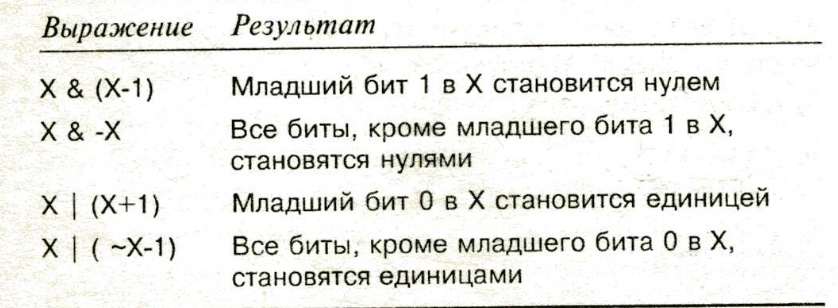 Выражение Результат
X & (X-1) Младший бит 1 в X становится нулем
X & -X Все биты, кроме младшего бита 1 в X,
становятся нулями
X | (X+1) Младший бит 0 в X становится единицей
X | ( ~X-1) Все биты, кроме младшего бита 0 в X,
становятся единицами